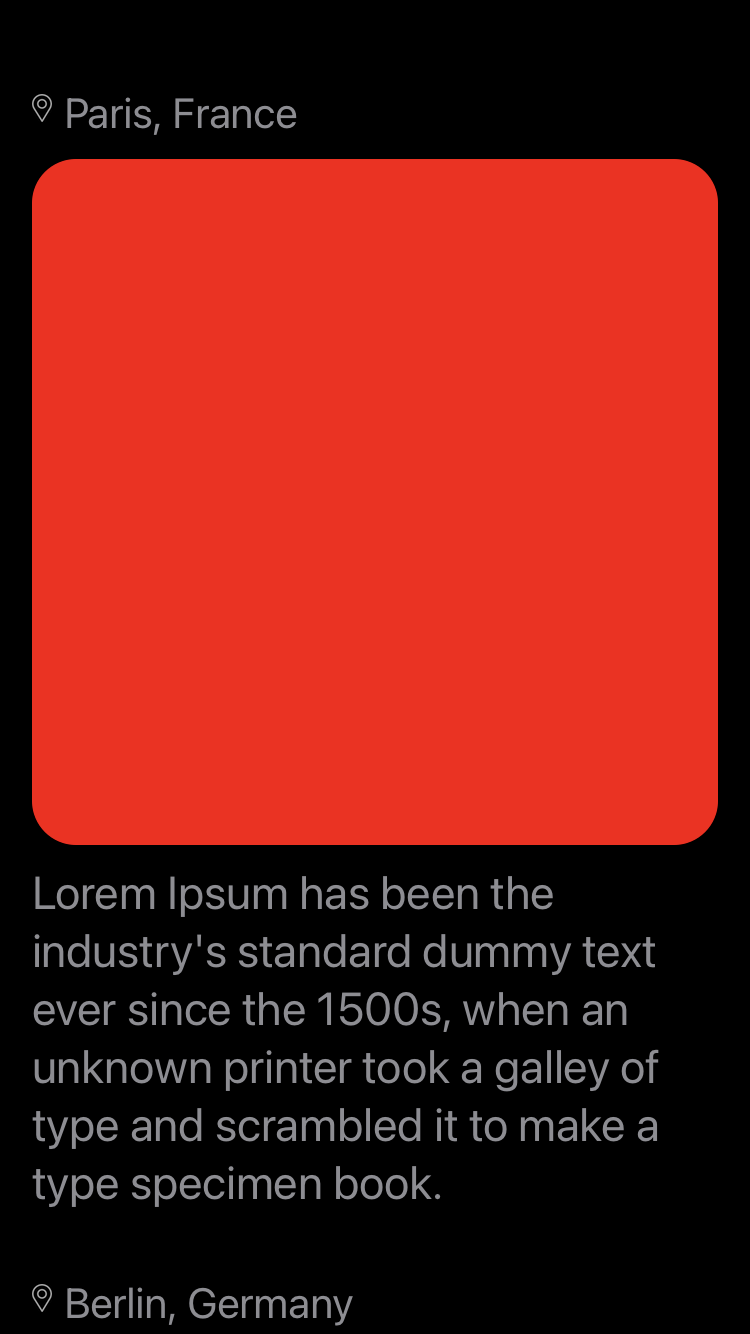 Paris, France
Lorem Ipsum has been the
industry's standard dummy text
ever since the 1500s, when an
unknown printer took a galley of
type and scrambled it to make a
type specimen book.
Berlin, Germany